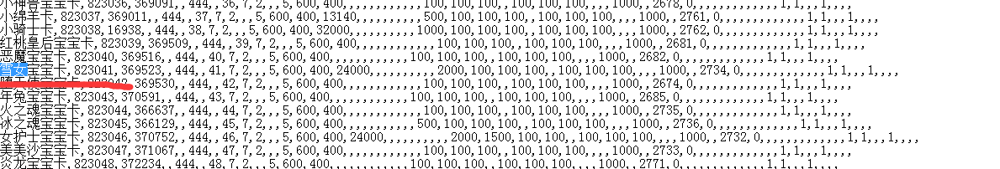 小神兽宝宝卡,823036,369091,,444,,36,7,2,,,5,600,400,,,,,,,,,,,,100,100,100,,100,100,100,,,,1000,,2678,0,,,,,,,,,,,1,1,,,1,,,,
小绵羊卡,823037,369011,,444,,37,7,2,,,5,600,400,13140,,,,,,,,,,,500,100,100,,100,100,100,,,,1000,,2761,0,,,,,,,,,,,1,1,,,1,,,,
小骑士卡,823038,16938,,444,,38,7,2,,,5,600,400,32000,,,,,,,,,,,1000,100,100,,100,100,100,,,,1000,,2762,0,,,,,,,,,,,1,1,,,1,,,,
红桃皇后宝宝卡,823039,369509,,444,,39,7,2,,,5,600,400,,,,,,,,,,,,100,100,100,,100,100,100,,,,1000,,2681,0,,,,,,,,,,,1,1,,,1,,,,
恶魔宝宝卡,823040,369516,,444,,40,7,2,,,5,600,400,,,,,,,,,,,,100,100,100,,100,100,100,,,,1000,,2682,0,,,,,,,,,,,1,1,,,1,,,,
雪女宝宝卡,823041,369523,,444,,41,7,2,,,5,600,400,24000,,,,,,,,,,,2000,100,100,,100,100,100,,,,1000,,2734,0,,,,,,,,,,,1,1,,,1,,,,
369530,,444,,42,7,2,,,5,600,400,,,,,,,,,,,,100,100,100,,100,100,100,,,,1000,,2674,0,,,,,,,,,,,1,1,,,1,,,,
年兔宝宝卡,823043,370591,,444,,43,7,2,,,5,600,400,,,,,,,,,,,,100,100,100,,100,100,100,,,,1000,,2685,0,,,,,,,,,,,1,1,,,1,,,,
火之魂宝宝卡,823044,366637,,444,,44,7,2,,,5,600,400,,,,,,,,,,,,100,100,100,,100,100,100,,,,1000,,2735,0,,,,,,,,,,,1,1,,,1,,,,
冰之魂宝宝卡,823045,366129,,444,,45,7,2,,,5,600,400,,,,,,,,,,,,500,100,100,,100,100,100,,,,1000,,2736,0,,,,,,,,,,,1,1,,,1,,,,
女护士宝宝卡,823046,370752,,444,,46,7,2,,,5,600,400,24000,,,,,,,,,,,2000,1500,100,100,,100,100,100,,,,1000,,2732,0,,,,,,,,,,,,,1,1,,,1,,,,
美美沙宝宝卡,823047,371067,,444,,47,7,2,,,5,600,400,,,,,,,,,,,,100,100,100,,100,100,100,,,,1000,,2733,0,,,,,,,,,,,1,1,,,1,,,,
炎龙宝宝卡,823048,372234,,444,,48,7,2,,,5,600,400,,,,,,,,,,,,100,100,100,,100,100,100,,,,1000,,2771,0,,,,,,,,,,,1,1,,,1,,,,